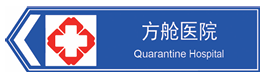 方舱医院
Quarantine Hospital